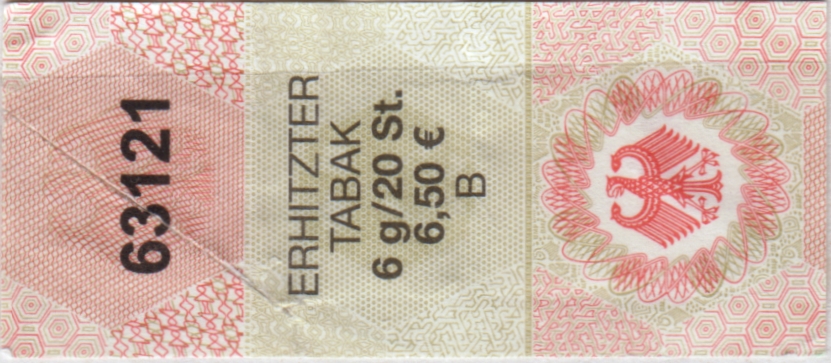 63121
ERHITZTER
TABAK
6 g/20 St.
6,50 €
B